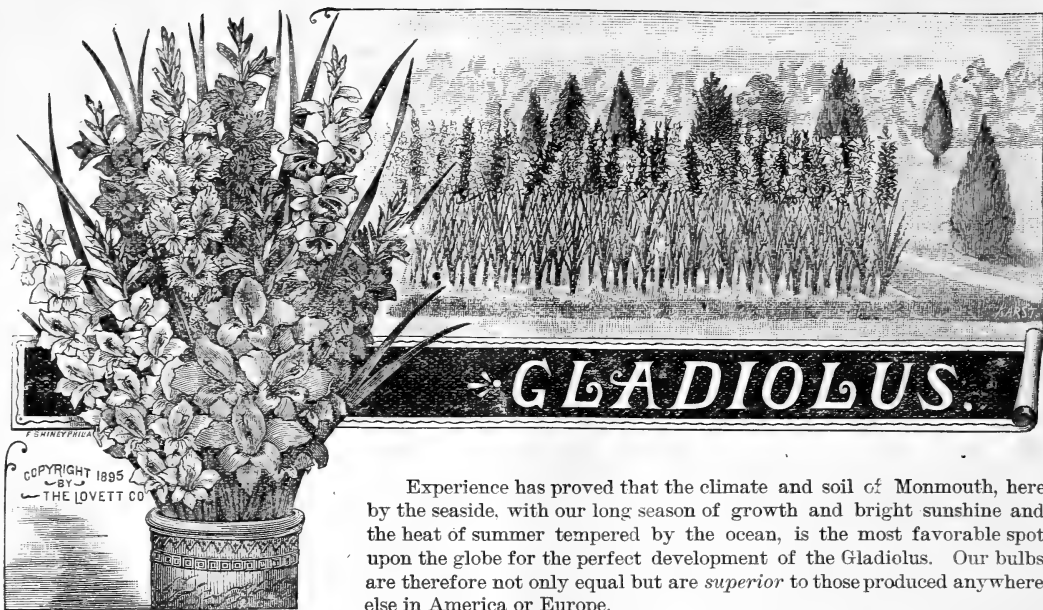 KARST
GLADIOLUS.
F SHINEY PHILA
COPYRIGHT 1895
BY
THE LOVETT CO
Experience has proved that the climate and soil of Monmouth, here
by the seaside, with our long season of growth and bright sunshine and
the heat of summer tempered by the ocean, is the most favorable spot
upon the globe for the perfect development of the Gladiolus. Our bulbs
are therefore not only equal but are superior to those produced anywhere
else in America or Europe.